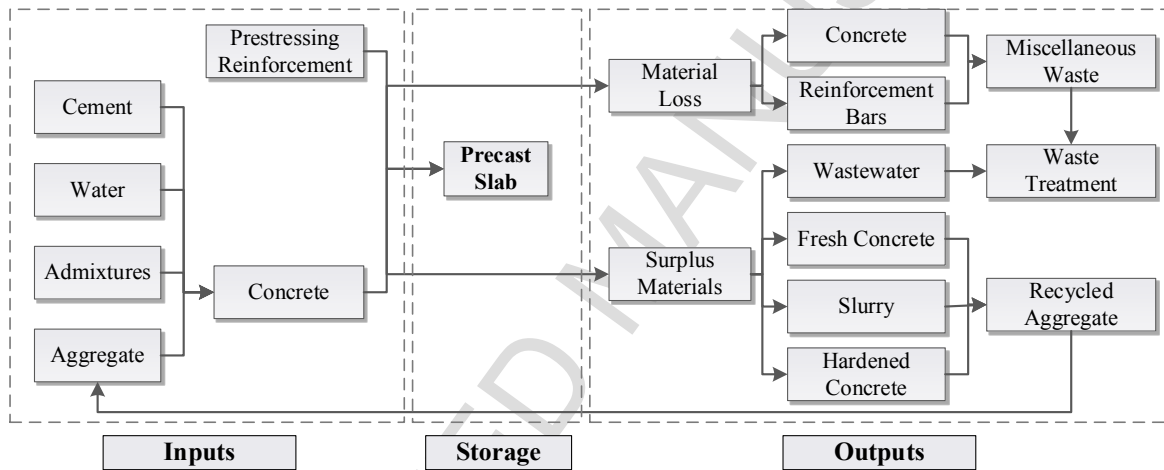 Prestressing
Reinforcement
Cement
Water
Admixtures
Aggregate
Concrete
Precast
Slab
Material
Loss
Surplus
Materials
Concrete
Reinforcement
Bars
Wastewater
Fresh Concrete
Slurry
Hardened
Concrete
Miscellaneous
Waste
Waste
Treatment
Recycled
Aggregate
Inputs
Storage
Outputs